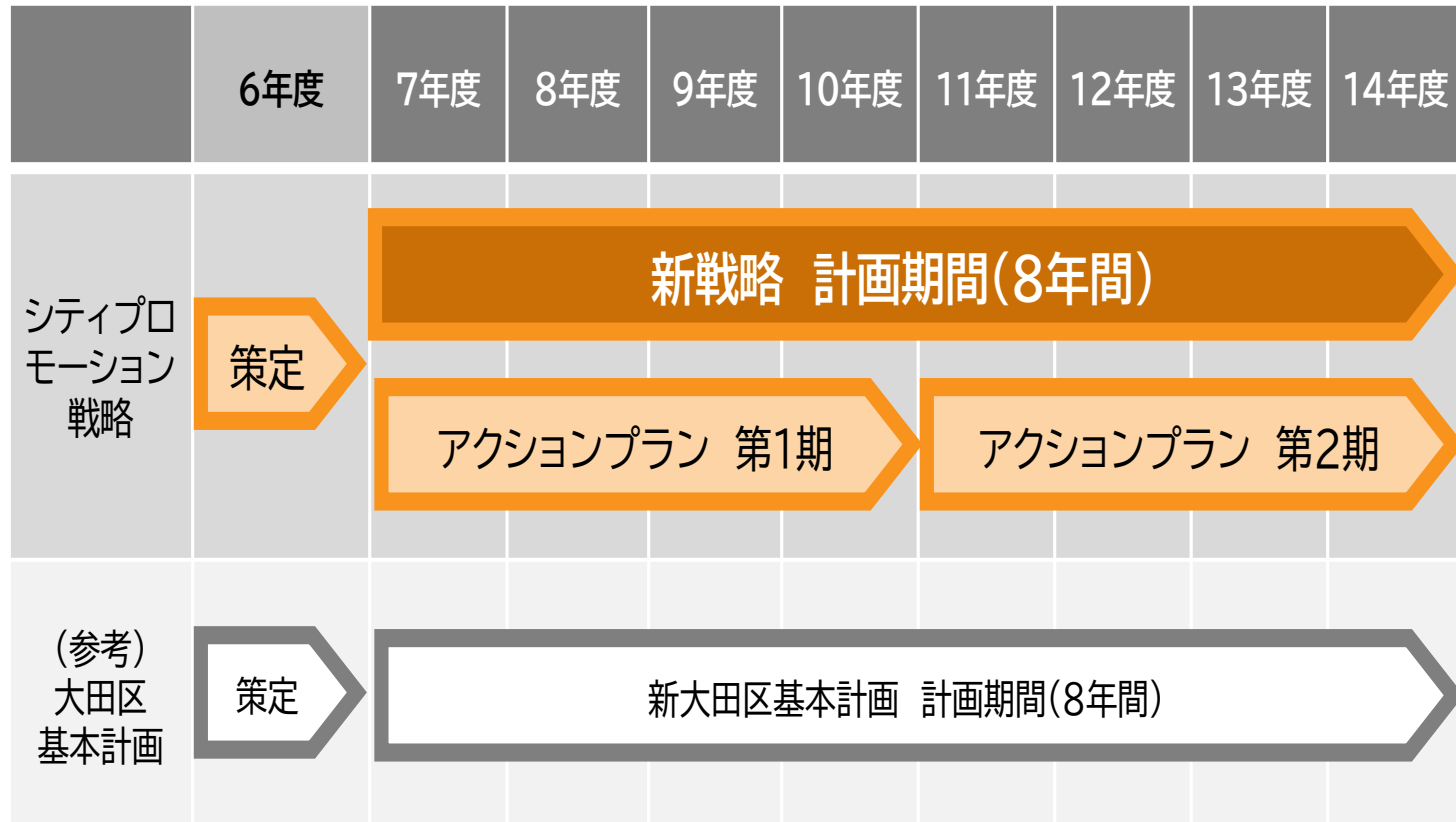 6年度 7年度 8年度 9年度 10年度 11年度 12年度 13年度 14年度
シティプロ
モーション
戦略
策定
新戦略 計画期間(8年間)
アクションプラン 第1期
アクションプラン 第2期
(参考)
大田区
基本計画
策定
新大田区基本計画 計画期間(8年間)